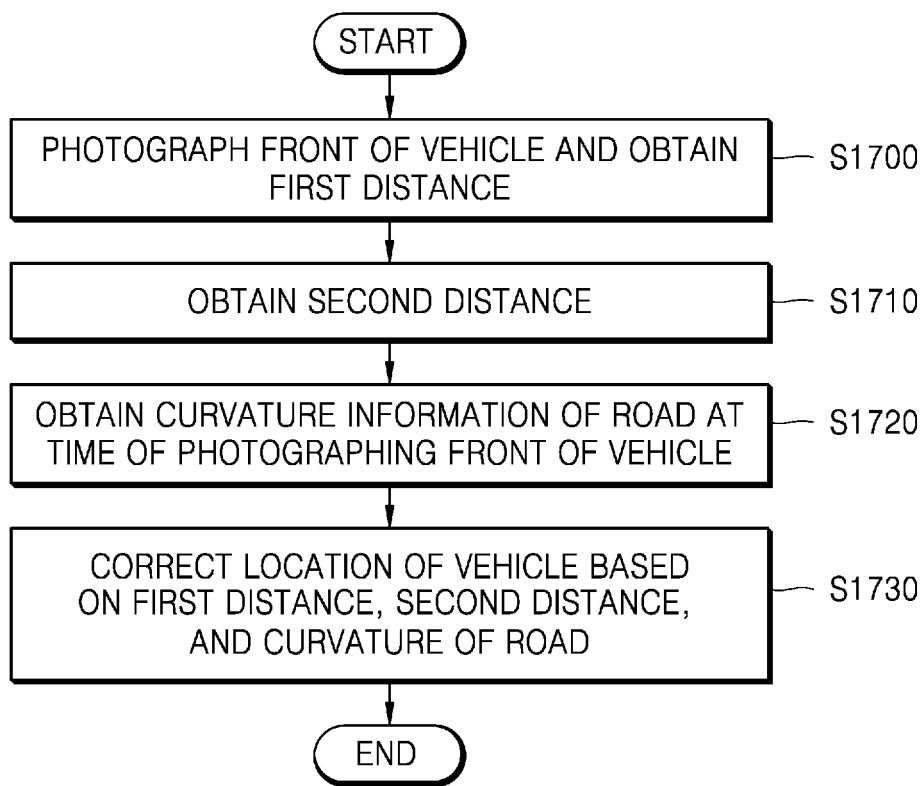 START
PHOTOGRAPH FRONT OF VEHICLE AND OBTAIN
FIRST DISTANCE
S1700
OBTAIN SECOND DISTANCE
S1710
OBTAIN CURVATURE INFORMATION OF ROAD AT
TIME OF PHOTOGRAPHING FRONT OF VEHICLE
S1720
CORRECT LOCATION OF VEHICLE BASED
ON FIRST DISTANCE, SECOND DISTANCE,
AND CURVATURE OF ROAD
S1730
END